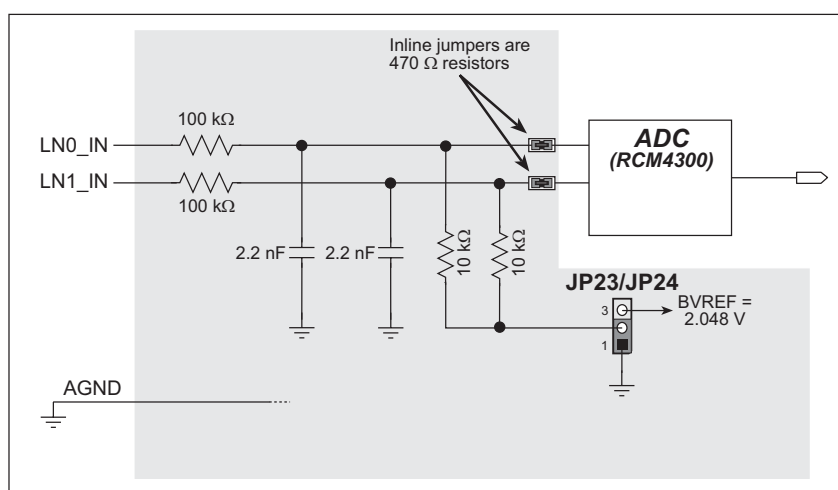 Inline jumpers are
470 Ω resistors
100 kΩ
LN0_IN
LN1_IN
100 kΩ
ADC
(RCM4300)
2.2 nF
2.2 nF
10 kΩ
10 kΩ
JP23/JP24
3
BVREF =
2.048 V
1
AGND